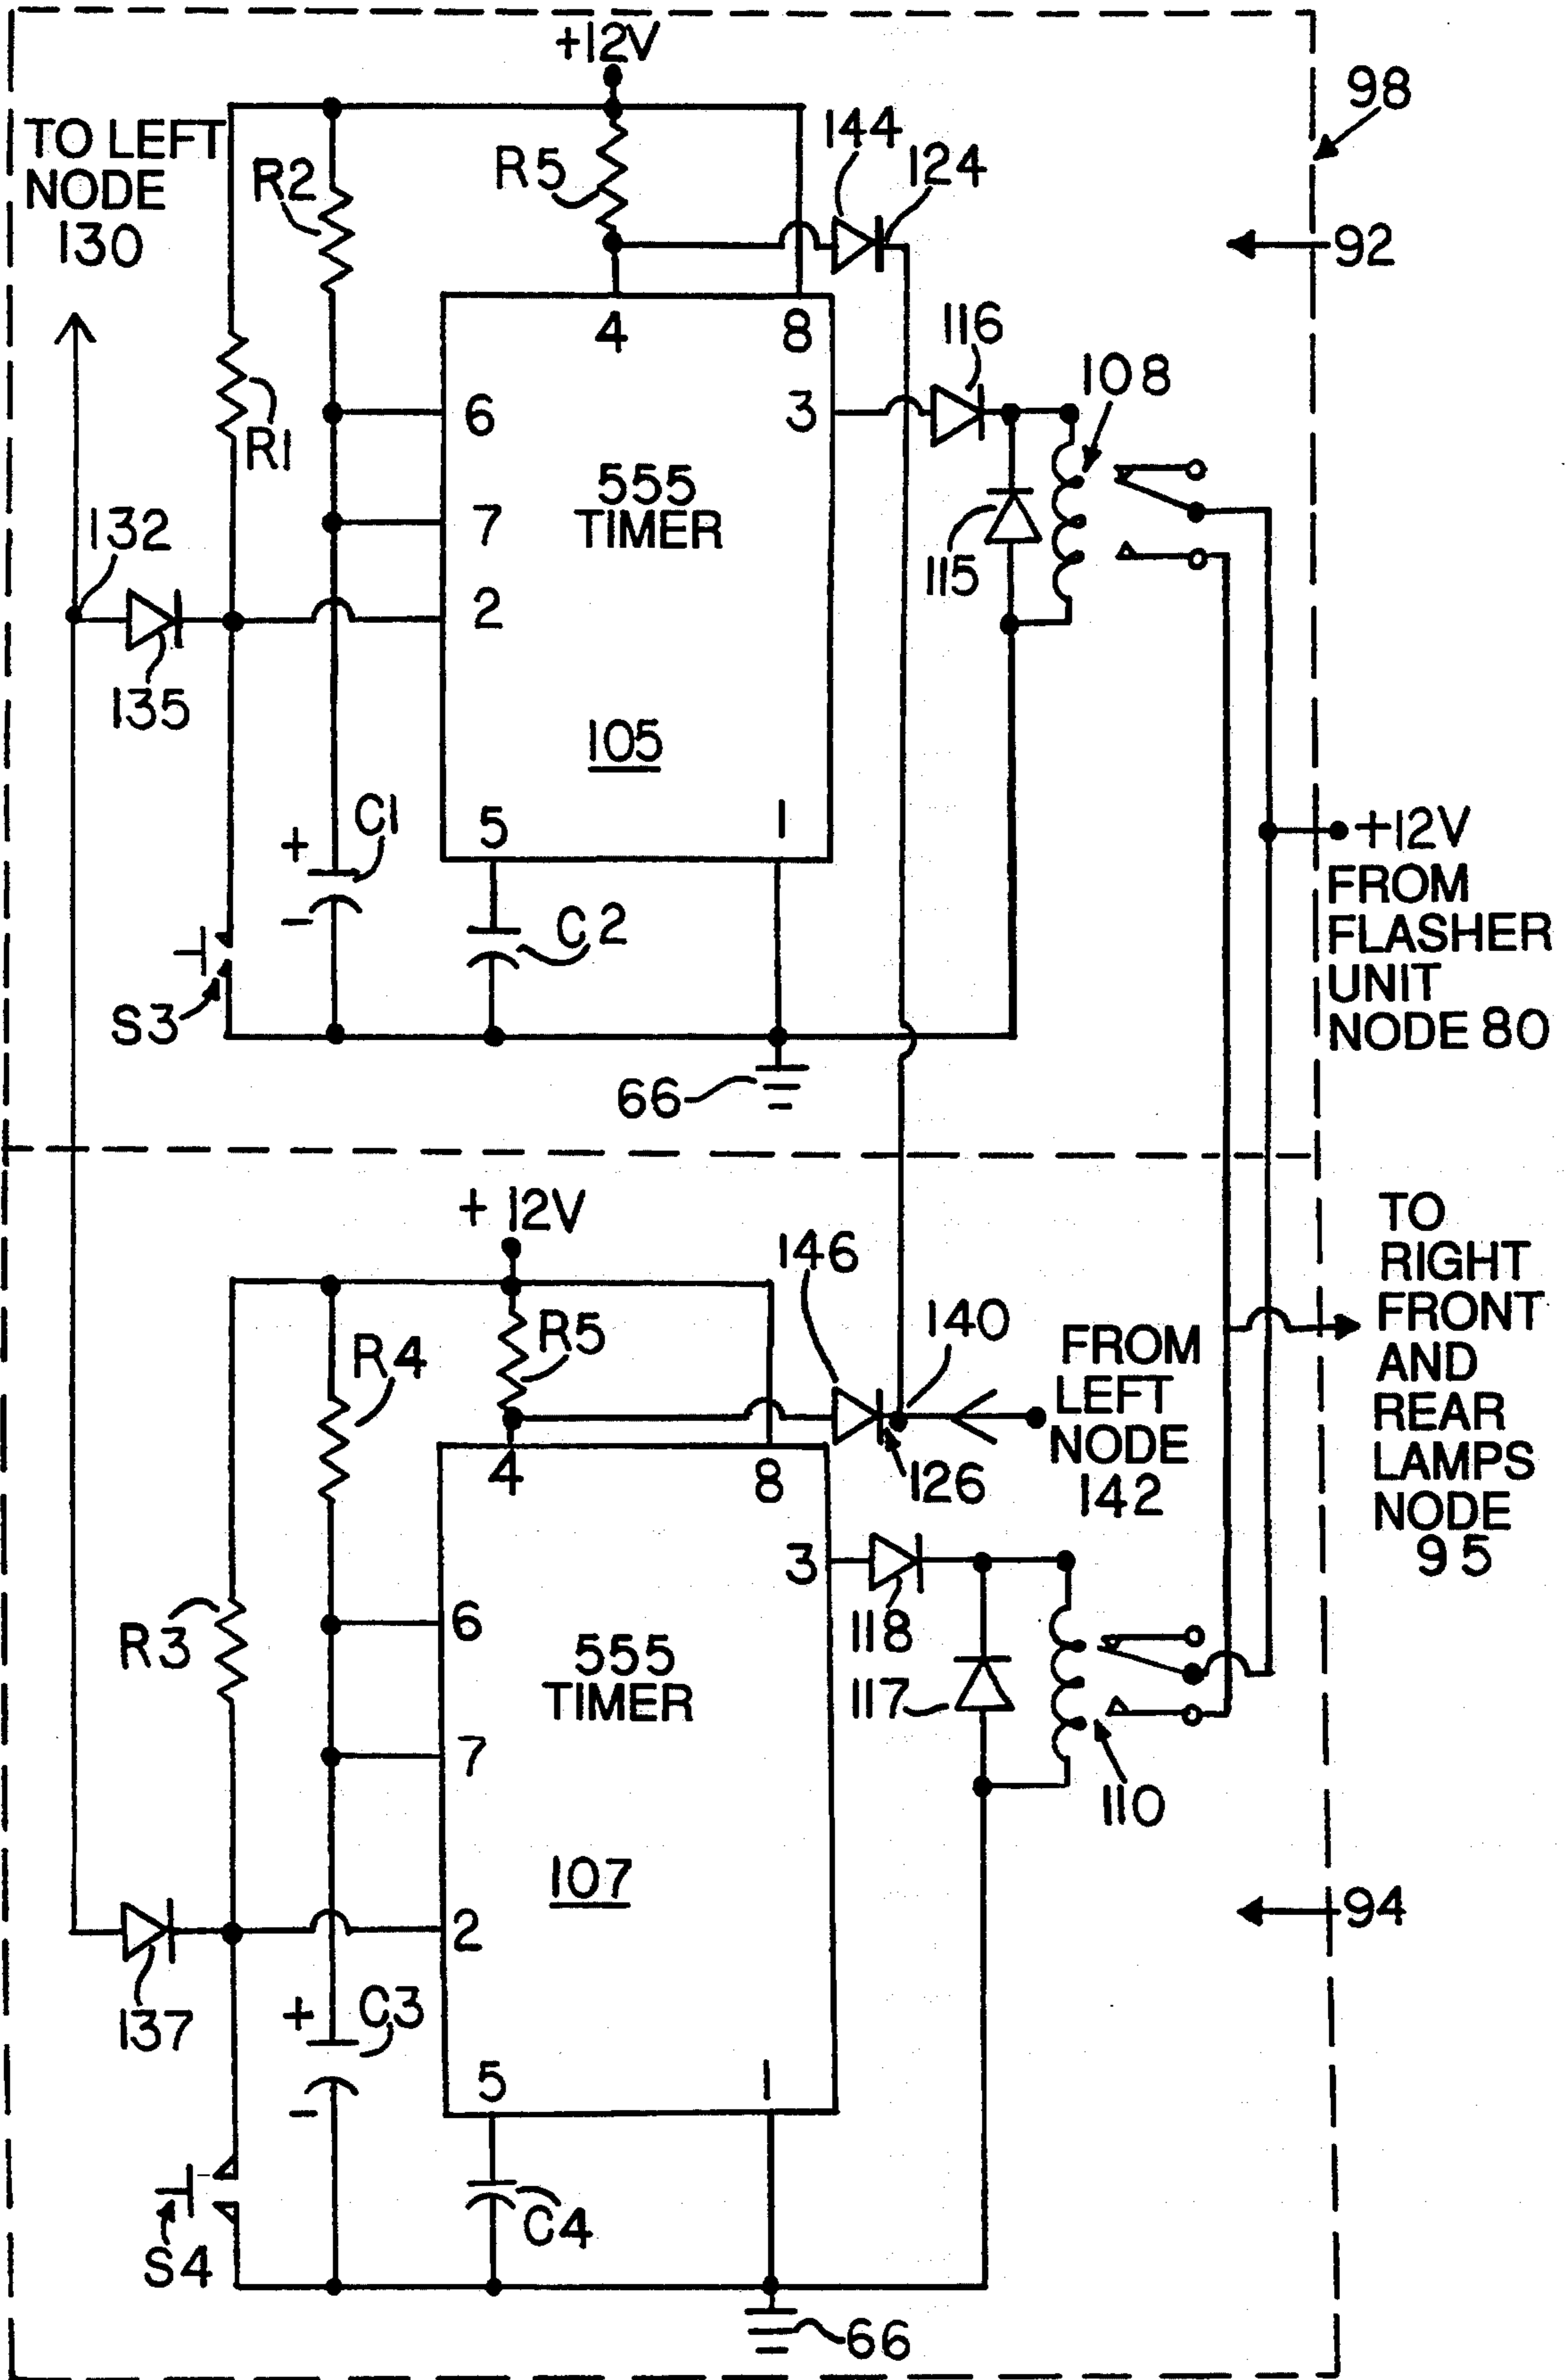 +12V
98
TO LEFT
NODE
130
R2
R5
144
124
92
4
8
116
108
6
3
R1
555
TIMER
7
132
2
115
135
105
C1
+
-
5
1
+12V
FROM
FLASHER
UNIT
NODE 80
C2
S3
66
+ 12V
TO
RIGHT
FRONT
AND
REAR
LAMPS
NODE
95
146
140
R4
R5
FROM
LEFT
NODE
142
4
8
126
3
118
R3
6
555
TIMER
117
7
110
107
94
2
137
+
C3
-
5
1
C4
S4
66